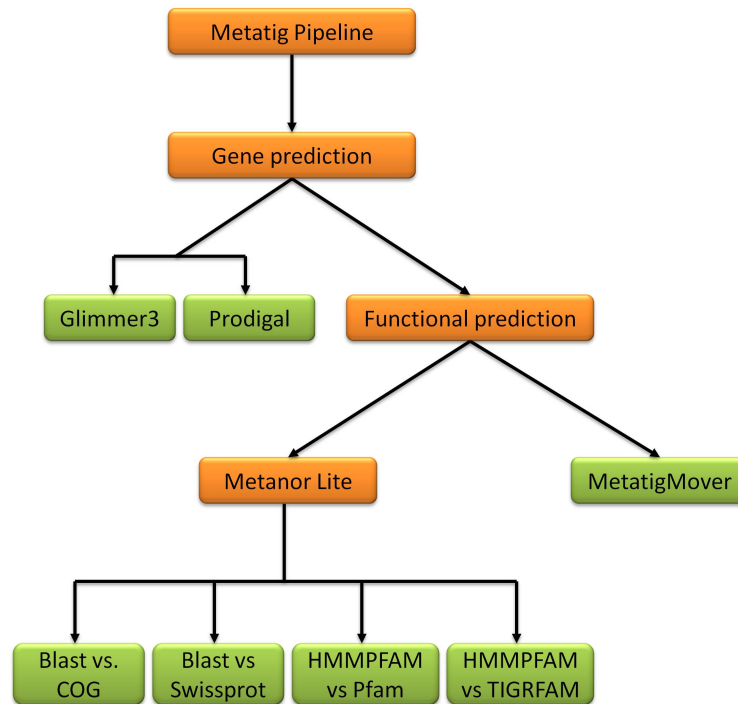 Metatig Pipeline
Gene prediction
Glimmer3
Prodigal
Functional prediction
Metanor Lite
MetatigMover
Blast vs.
COG
Blast vs
Swissprot
HMMPFAM
vs Pfam
HMMPFAM
vs TIGRFAM